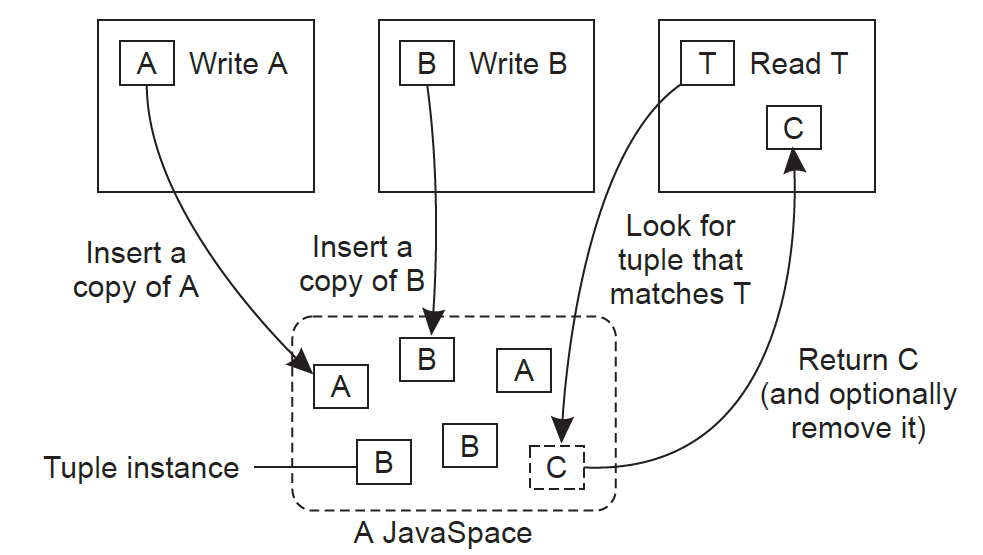 A Write A
B Write B
T Read T
C
Insert a
copy of A
Insert a
copy of B
Look for
tuple that
matches T
B
A
A
Return C
(and optionally
remove it)
B
B
C
Tuple instance
A JavaSpace